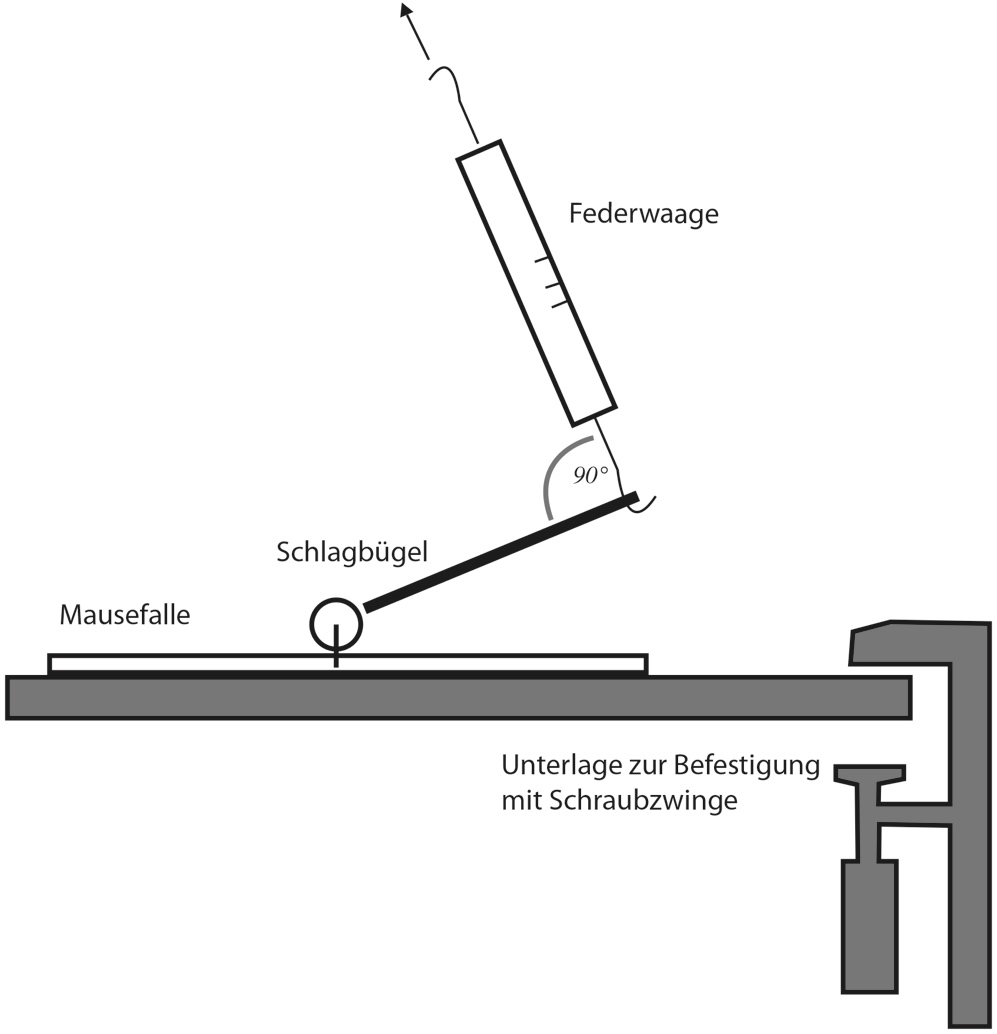 Federwaage
90°
Schlagbügel
Mausefalle
Unterlage zur Befestigung
mit Schraubzwinge